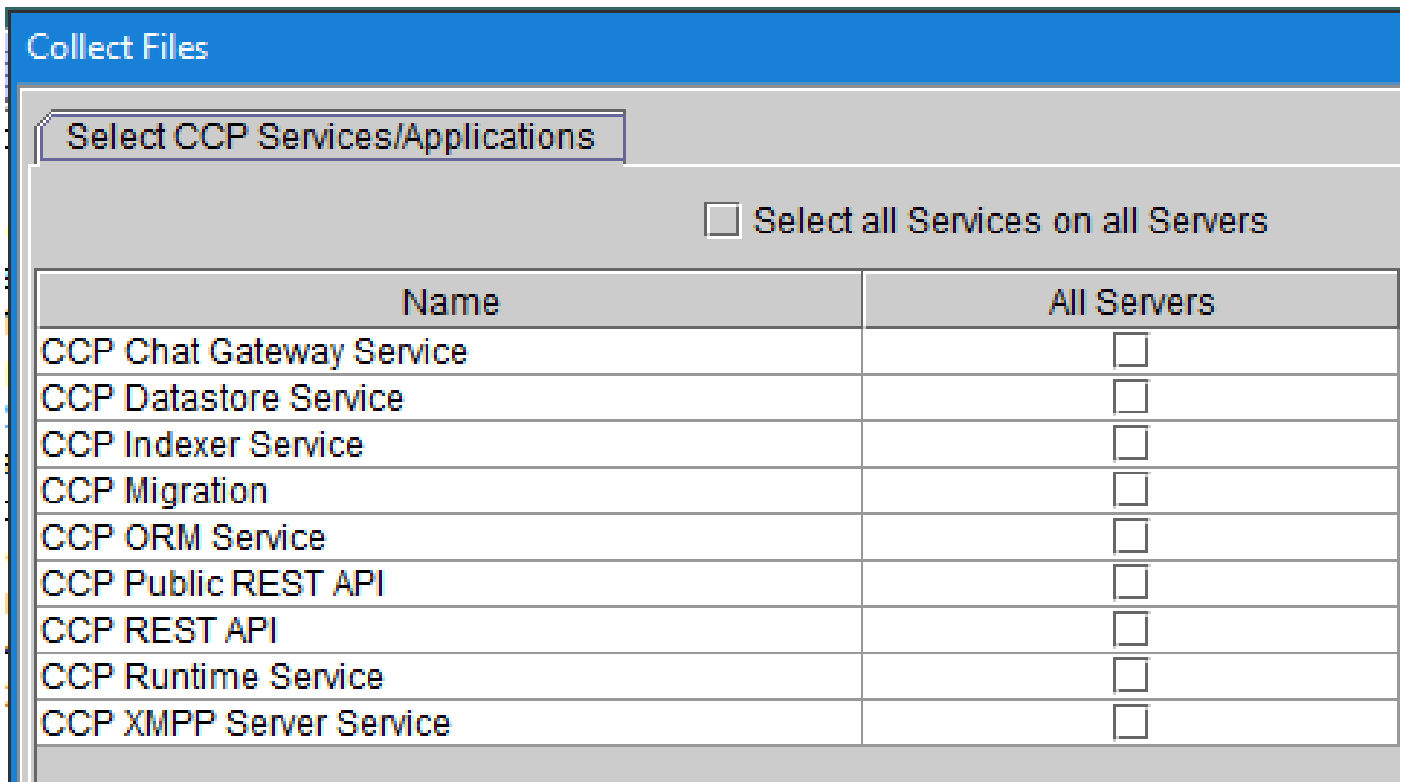 Collect Files
Select CCP Services/Applications
Select all Services on all Servers
Name All Servers
CCP Chat Gateway Service
CCP Datastore Service
CCP Indexer Service
CCP Migration
CCP ORM Service
CCP Public REST API
CCP REST API
CCP Runtime Service
CCP XMPP Server Service